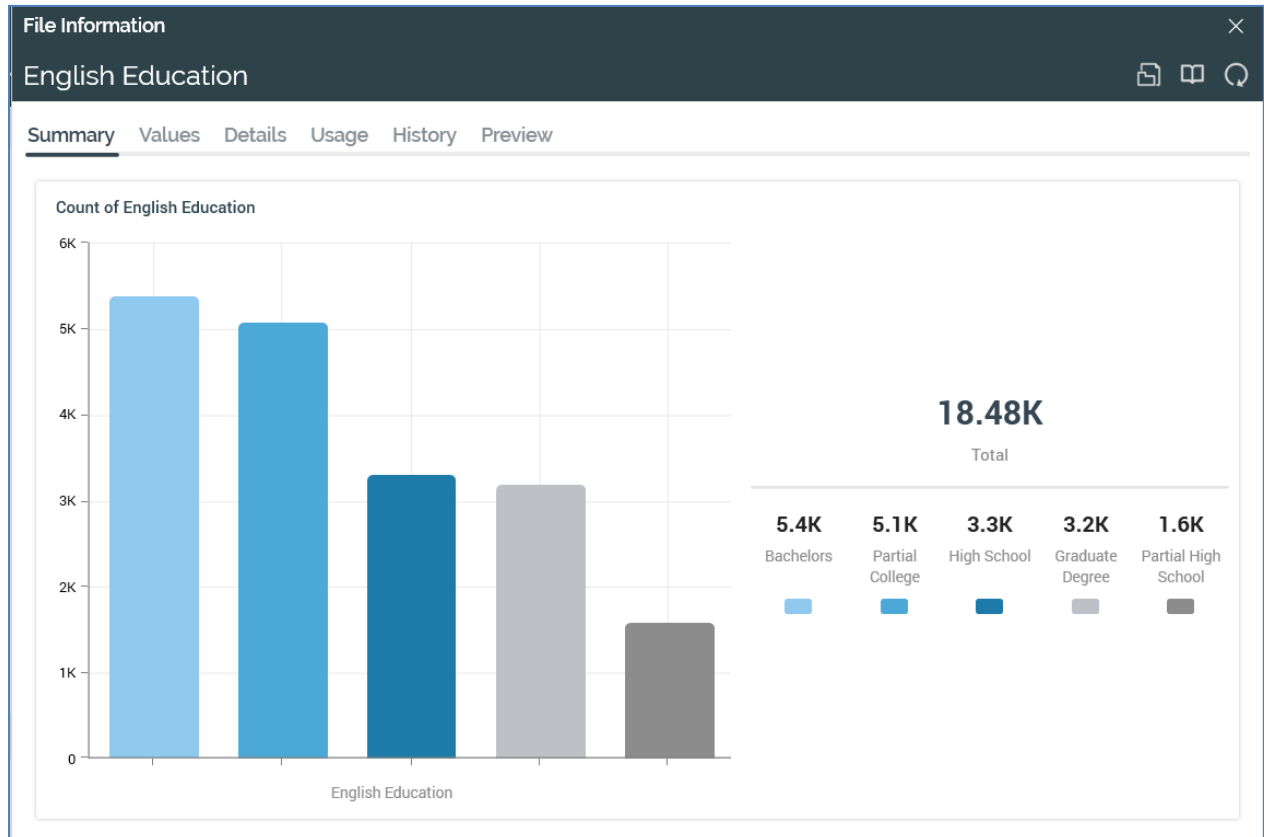 File Information
English Education
Summary Values Details Usage History Preview
Count of English Education
6K
5K
4K
3K
2K
1K
0
English Education
18.48K
Total
5.4K 5.1K 3.3K 3.2K 1.6K
Bachelors Partial High School Graduate Partial High
College Degree School